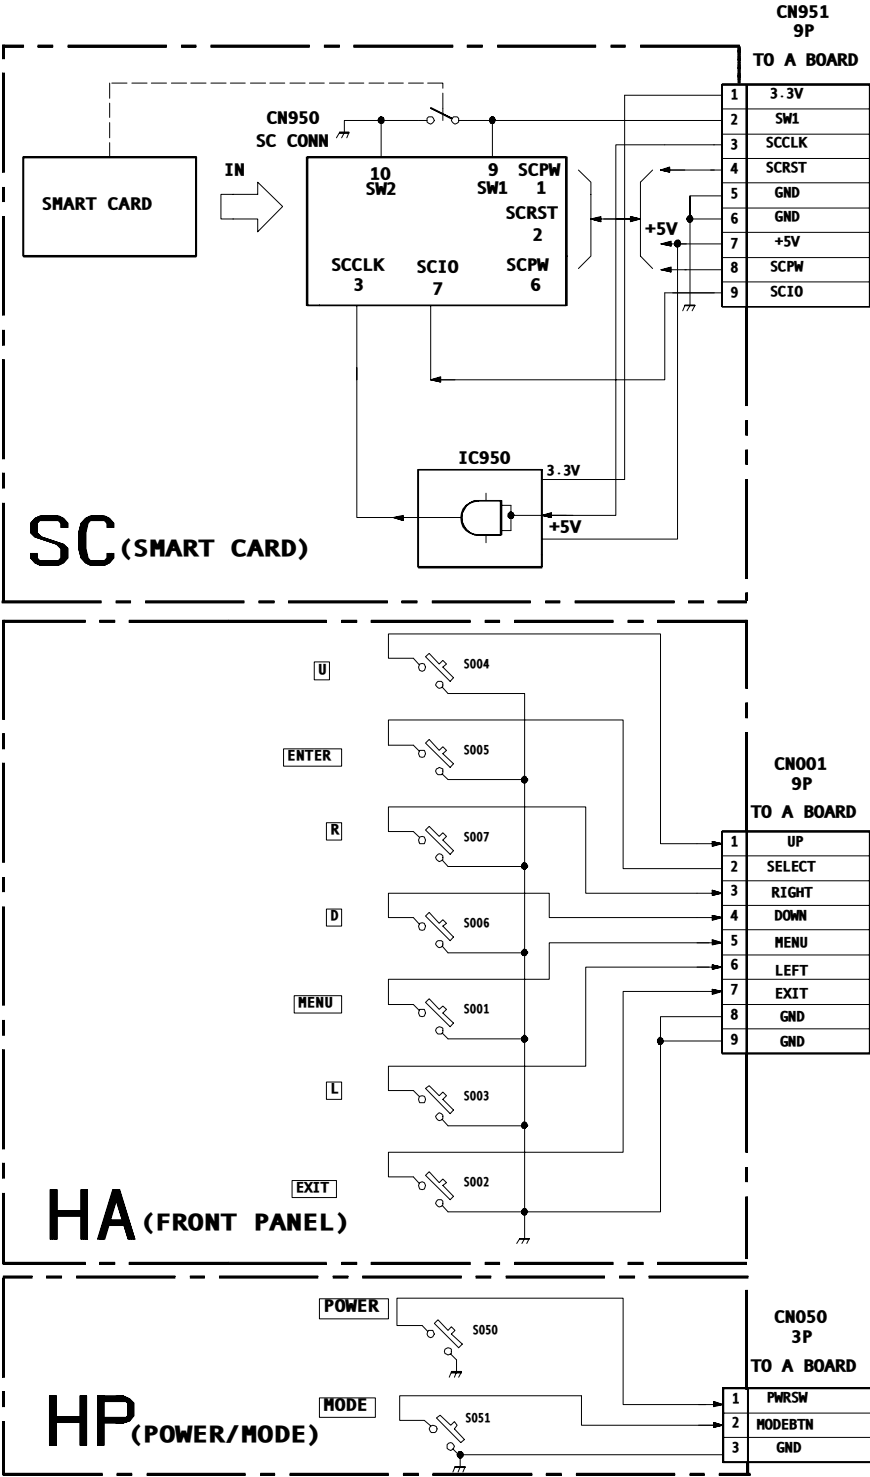 CN951
9P
TO A BOARD
1 3.3V
2 SW1
3 SCCLK
4 SCRST
5 GND
6 GND
7 +5V
8 SCPW
9 SCIO
CN950
SC CONN
SMART CARD
IN
10
SW2
9
SW1
SCPW
1
SCRST
2
SCCLK
3
SCIO
7
SCPW
6
+5V
IC950
3.3V
+5V
SC (SMART CARD)
U
S004
ENTER
S005
R
S007
D
S006
MENU
S001
L
S003
EXIT
S002
CN001
9P
TO A BOARD
1 UP
2 SELECT
3 RIGHT
4 DOWN
5 MENU
6 LEFT
7 EXIT
8 GND
9 GND
HA (FRONT PANEL)
POWER
S050
MODE
S051
CN050
3P
TO A BOARD
1 PWRSW
2 MODEBTN
3 GND
HP (POWER/MODE)